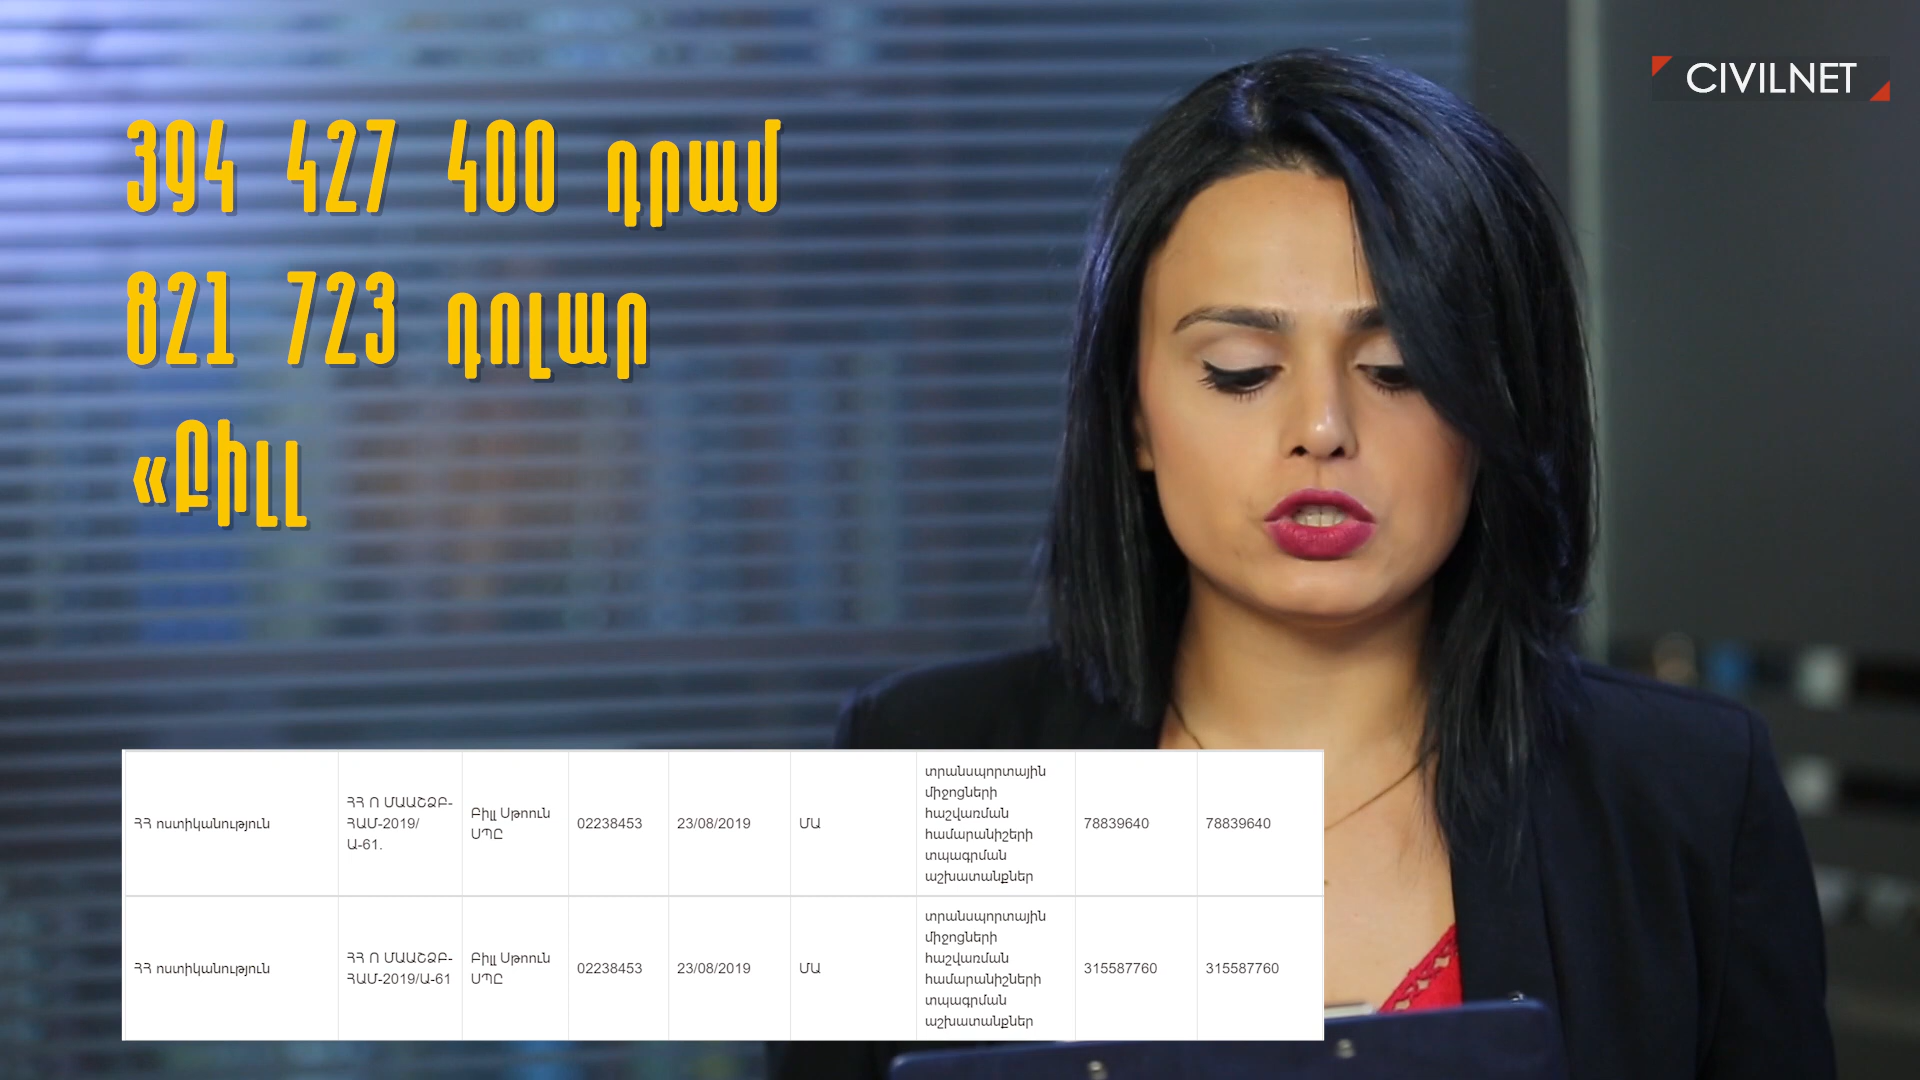 CIVILNET
394 427 400 դրամ
821 723 դոլար
«Բիլլ
ՀՀ ոստիկանություն
ՀՀ Ո ՄԱԱՇՁԲ-
ՀԱՄ-2019/
Ա-61.
Բիլլ Սթոուն
ՍՊԸ
02238453
23/08/2019
ՄԱ
տրանսպորտային
միջոցների
հաշվառման
համարանիշերի
տպագրման
աշխատանքներ
78839640
78839640
ՀՀ ոստիկանություն
ՀՀ Ո ՄԱԱՇՁԲ-
ՀԱՄ-2019/Ա-61
Բիլլ Սթոուն
ՍՊԸ
02238453
23/08/2019
ՄԱ
տրանսպորտային
միջոցների
հաշվառման
համարանիշների
տպագրման
աշխատանքներ
315587760
315587760